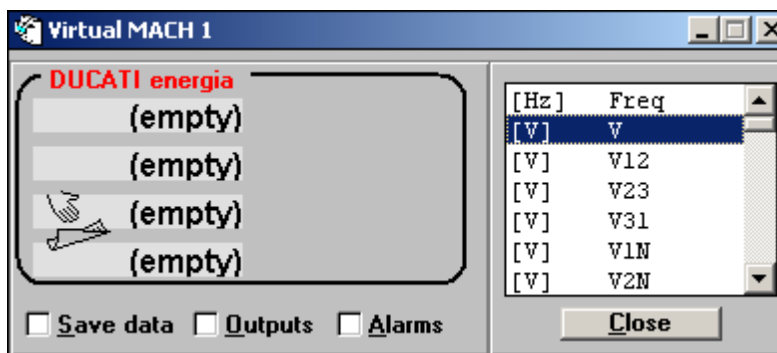 Virtual MACH 1
DUCATI energia
(empty)
(empty)
(empty)
(empty)
Save data Outputs Alarms
[Hz] Freq
[V] V
[V] V12
[V] V23
[V] V31
[V] V1N
[V] V2N
Close